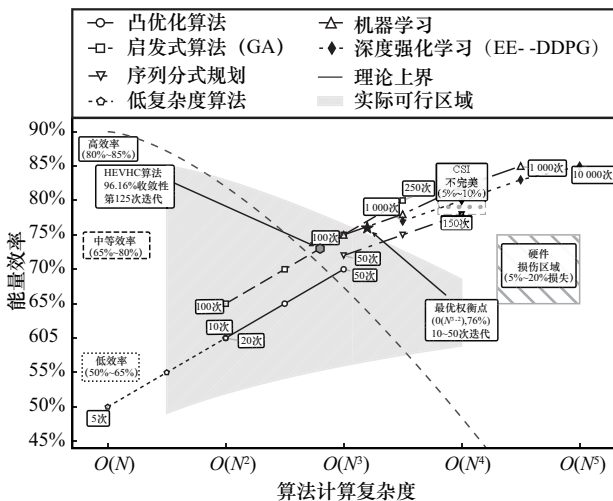 凸优化算法
机器学习
启发式算法（GA）
深度强化学习（EE- -DDPG）
序列分式规划
理论上界
低复杂度算法
实际可行区域
90%
85%
80%
75%
70%
65%
605
55%
50%
45%
能量效率
高效率
(80%~85%)
HEVHC算法
96.16%收敛性
第125次迭代
中等效率
(65%~80%)
低效率
(50%~65%)
5次
100次
10次
20次
100次
50次
50次
1 000次
250次
CSI
不完美
(5%~10%)
150次
1 000次
10 000次
硬件
损伤区域
(5%~20%损失)
最优权衡点
(0(N³·²),76%)
10~50次迭代
O(N)
O(N²)
O(N³)
O(N⁴)
O(N⁵)
算法计算复杂度